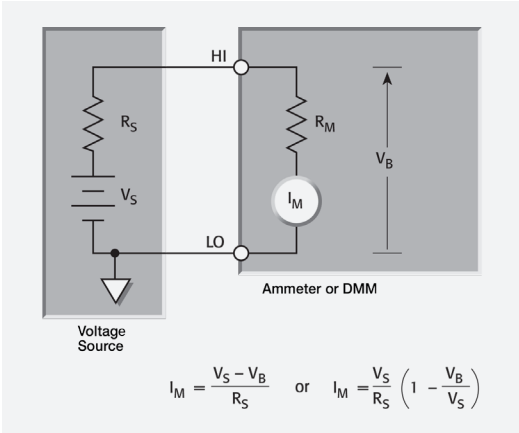 HI
R_S
R_M
V_B
V_S
I_M
LO
Ammeter or DMM
Voltage
Source
I_M = (V_S – V_B) / R_S or I_M = V_S / R_S (1 - V_B / V_S)